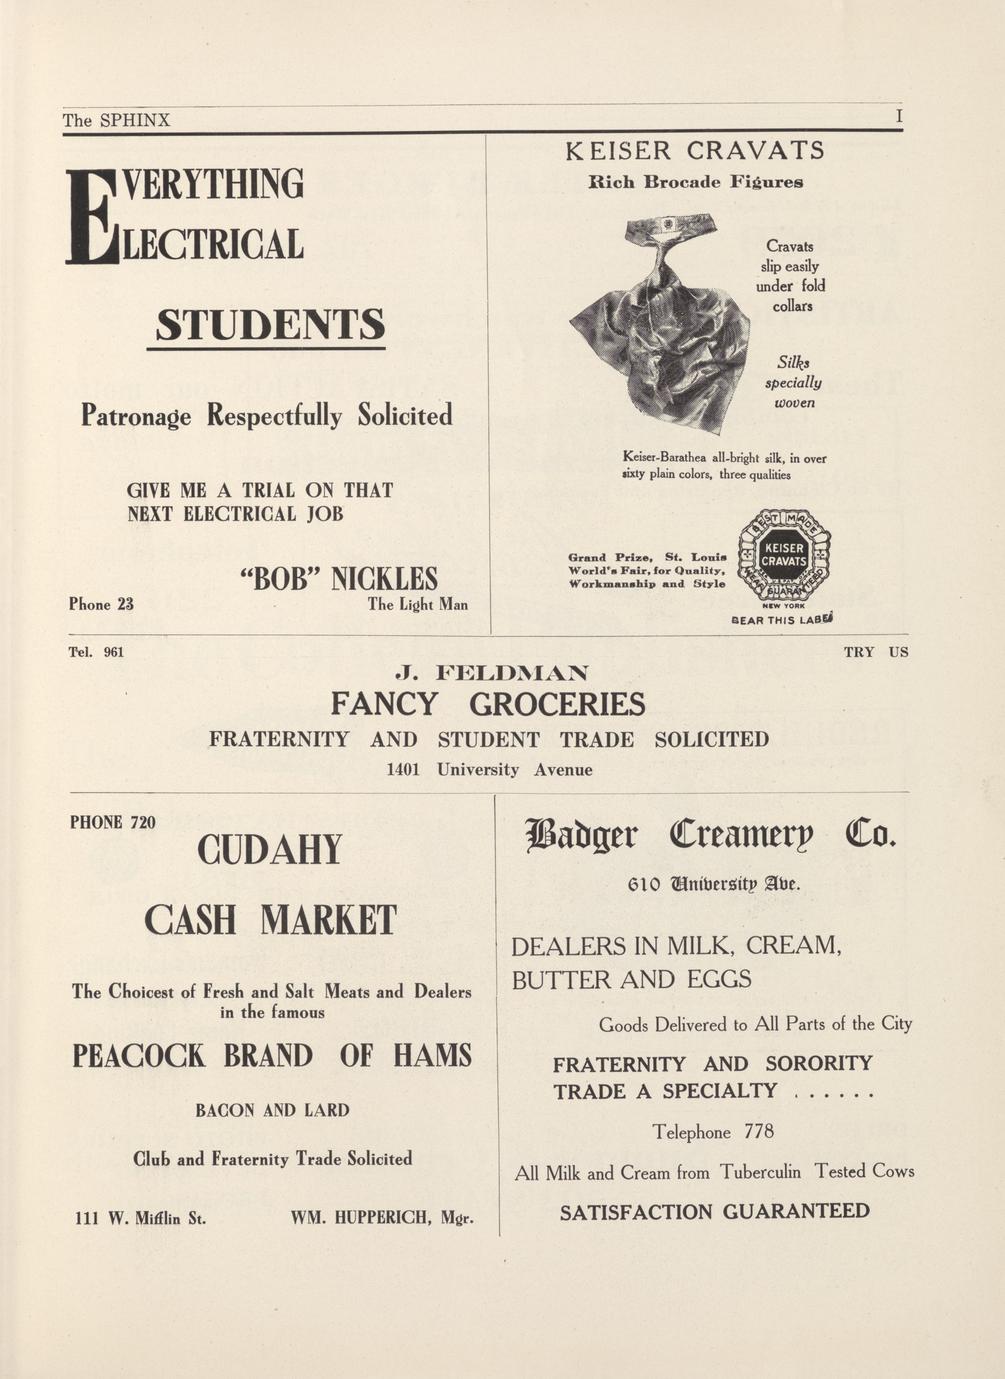 The SPHINX
I
EVERYTHING
ELECTRICAL
STUDENTS
Patronage Respectfully Solicited
GIVE ME A TRIAL ON THAT
NEXT ELECTRICAL JOB
"BOB" NICKLES
Phone 23
The Light Man
KEISER CRAVATS
Rich Brocade Figures
Cravats
slip easily
under fold
collars
Silks
specially
woven
Keiser-Barathea all-bright silk, in over
sixty plain colors, three qualities
Grand Prize, St. Louis
World's Fair, for Quality,
Workmanship and Style
BEST MADE
KEISER
CRAVATS
WEAR GUARANTEED
NEW YORK
BEAR THIS LABEL
Tel. 961
TRY US
J. FELDMAN
FANCY GROCERIES
FRATERNITY AND STUDENT TRADE SOLICITED
1401 University Avenue
PHONE 720
CUDAHY
CASH MARKET
The Choicest of Fresh and Salt Meats and Dealers
in the famous
PEACOCK BRAND OF HAMS
BACON AND LARD
Club and Fraternity Trade Solicited
111 W. Mifflin St.
WM. HUPPERICH, Mgr.
Badger Creamery Co.
610 University Ave.
DEALERS IN MILK, CREAM,
BUTTER AND EGGS
Goods Delivered to All Parts of the City
FRATERNITY AND SORORITY
TRADE A SPECIALTY . . . . . .
Telephone 778
All Milk and Cream from Tuberculin Tested Cows
SATISFACTION GUARANTEED